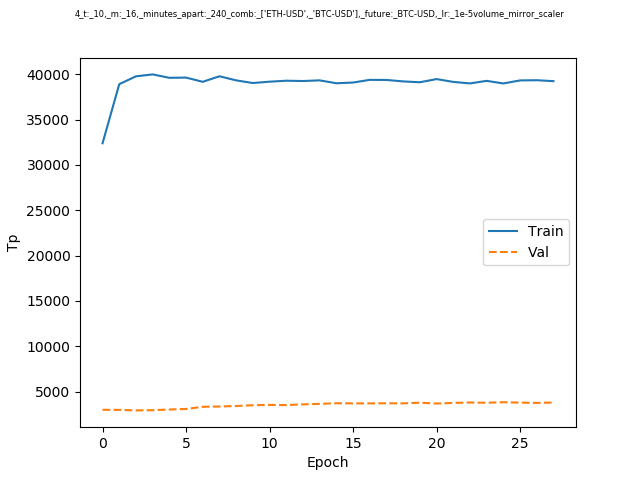 4_t:_10,_m:_16,_minutes_apart:_240_comb:_['ETH-USD',_'BTC-USD'],_future:_BTC-USD,_lr:_1e-5volume_mirror_scaler
40000
35000
30000
25000
20000
15000
10000
5000
Tp
Train
Val
0 5 10 15 20 25
Epoch